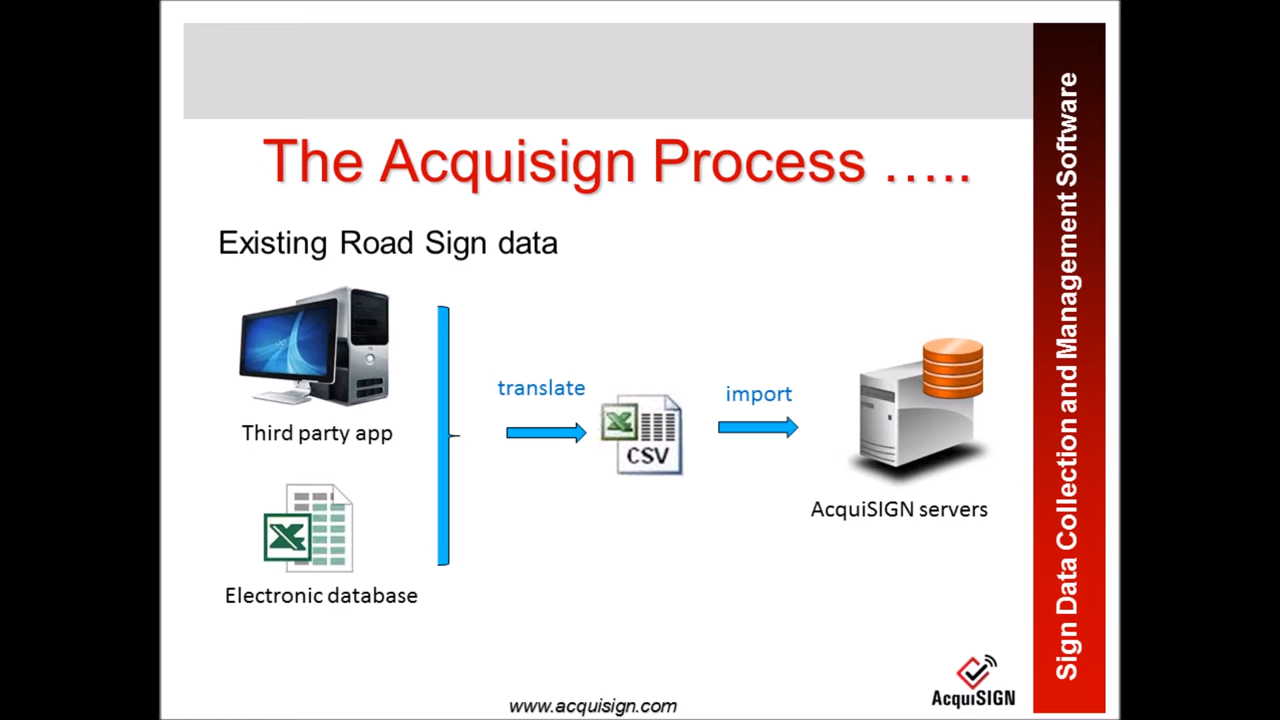 The Acquisign Process …..
Existing Road Sign data
translate
import
CSV
Third party app
AcquiSIGN servers
Electronic database
www.acquisign.com
AcquiSIGN
Sign Data Collection and Management Software